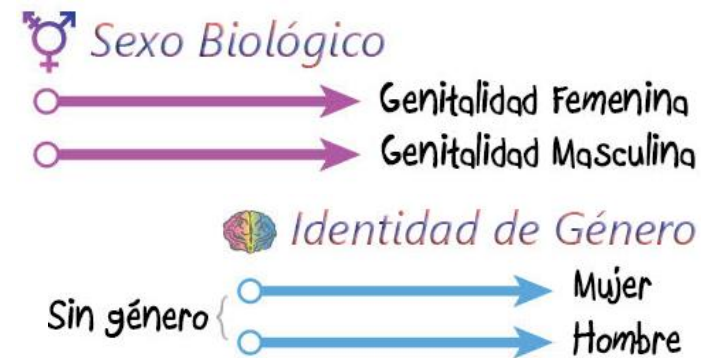 Sexo Biológico
Genitalidad Femenina
Genitalidad Masculina
Identidad de Género
Sin género
Mujer
Hombre